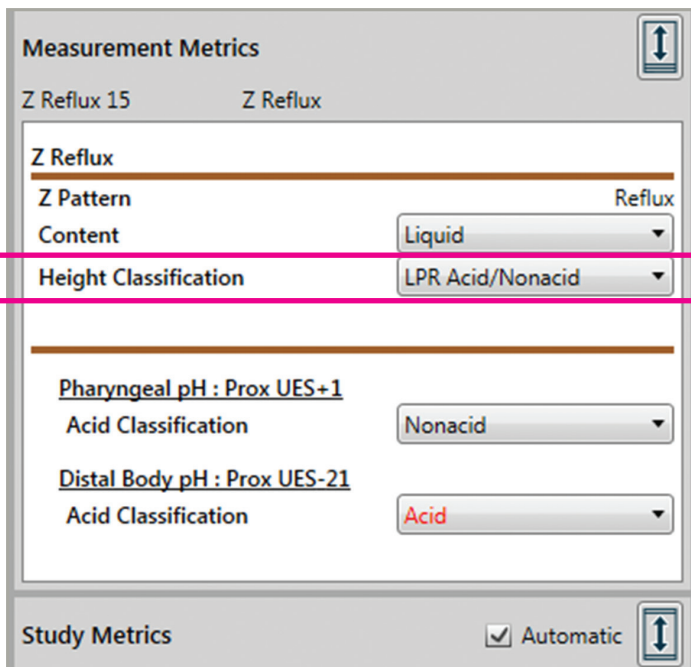 Measurement Metrics
Z Reflux 15 Z Reflux
Z Reflux
Z Pattern Reflux
Content Liquid
Height Classification LPR Acid/Nonacid
Pharyngeal pH : Prox UES+1
Acid Classification Nonacid
Distal Body pH : Prox UES-21
Acid Classification Acid
Study Metrics Automatic